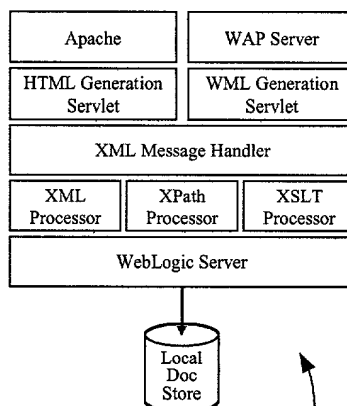 Apache
WAP Server
HTML Generation
Servlet
WML Generation
Servlet
XML Message Handler
XML
Processor
XPath
Processor
XSLT
Processor
WebLogic Server
Local
Doc
Store